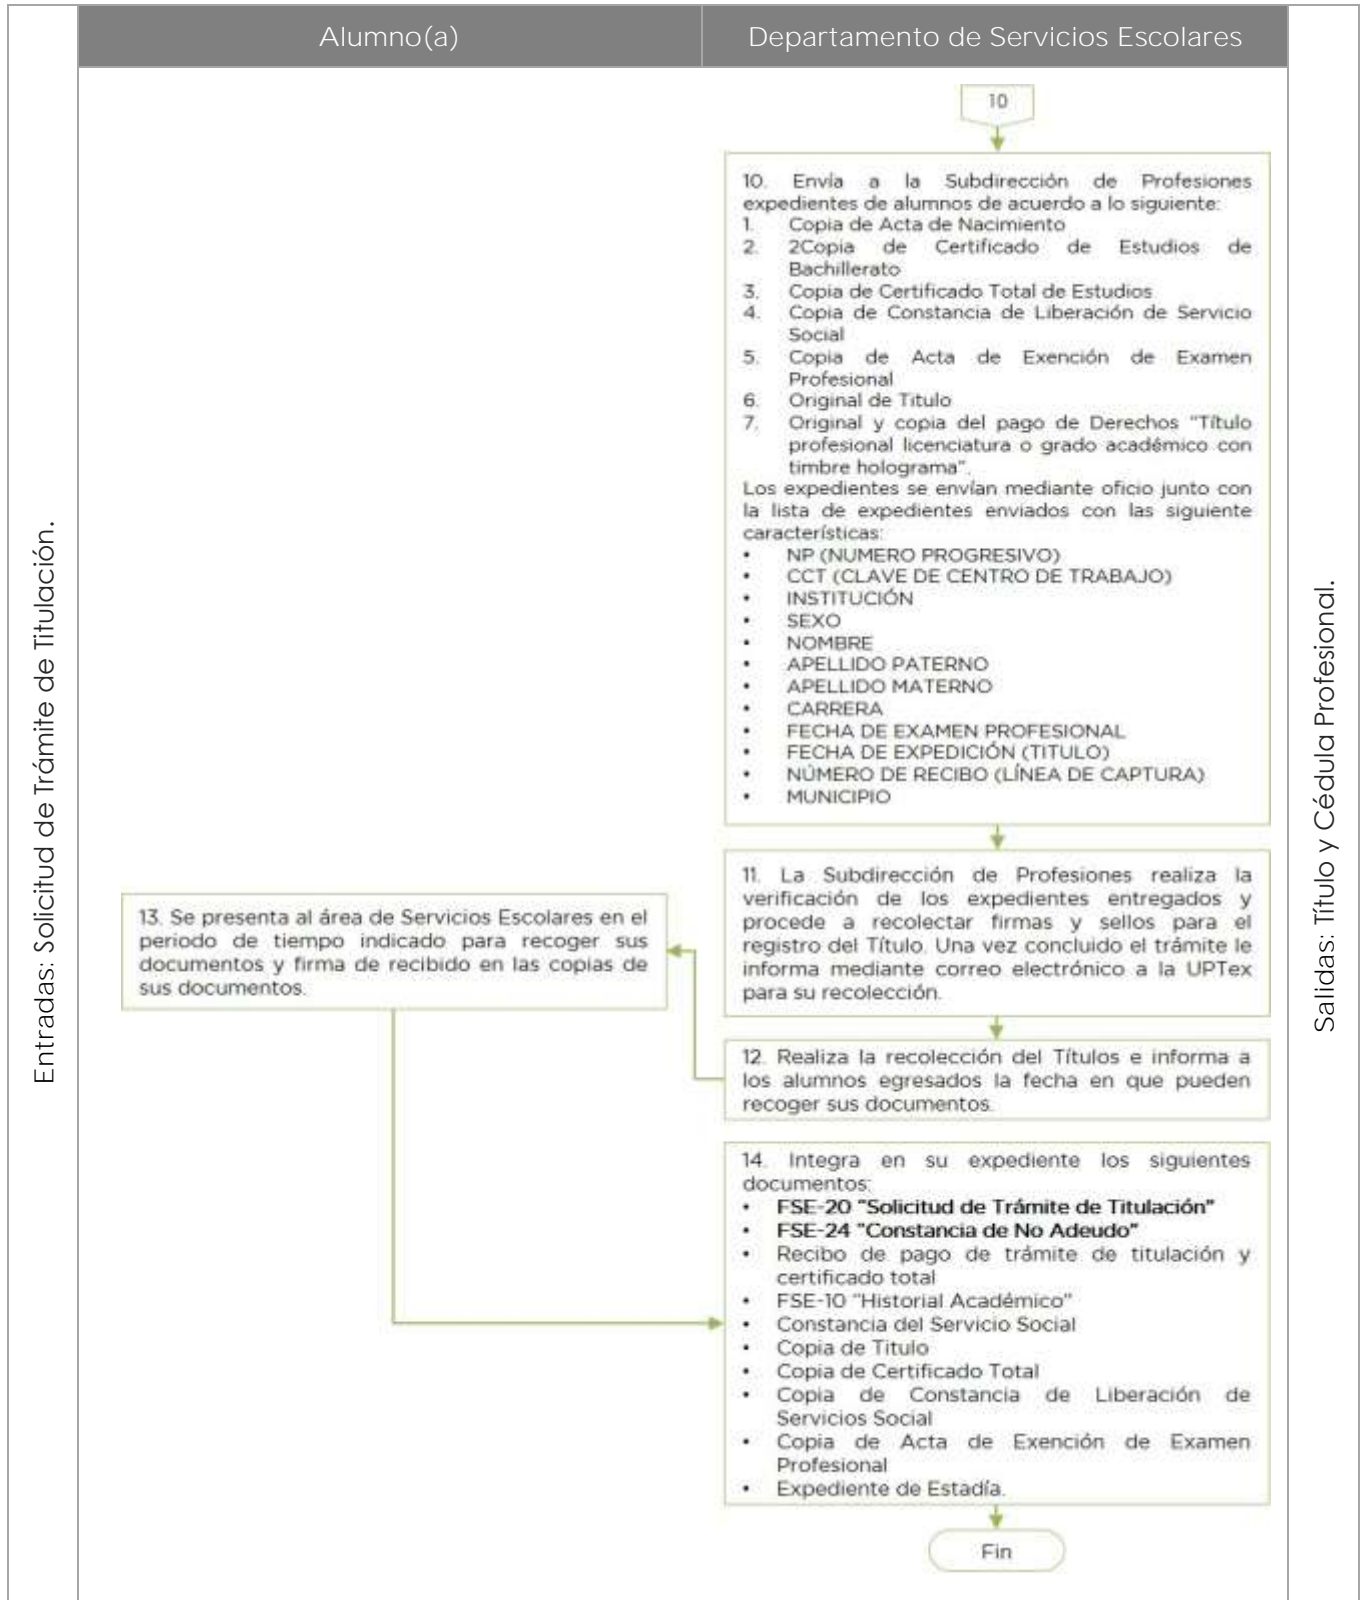 Alumno(a)
Departamento de Servicios Escolares
Entradas: Solicitud de Trámite de Titulación.
10
10. Envía a la Subdirección de Profesiones
expedientes de alumnos de acuerdo a lo siguiente:
1. Copia de Acta de Nacimiento
2. 2Copia de Certificado de Estudios de
Bachillerato
3. Copia de Certificado Total de Estudios
4. Copia de Constancia de Liberación de Servicio
Social
5. Copia de Acta de Exención de Examen
Profesional
6. Original de Titulo
7. Original y copia del pago de Derechos "Título
profesional licenciatura o grado académico con
timbre holograma".
Los expedientes se envían mediante oficio junto con
la lista de expedientes enviados con las siguiente
características:
• NP (NUMERO PROGRESIVO)
• CCT (CLAVE DE CENTRO DE TRABAJO)
• INSTITUCIÓN
• SEXO
• NOMBRE
• APELLIDO PATERNO
• APELLIDO MATERNO
• CARRERA
• FECHA DE EXAMEN PROFESIONAL
• FECHA DE EXPEDICIÓN (TITULO)
• NÚMERO DE RECIBO (LÍNEA DE CAPTURA)
• MUNICIPIO
11. La Subdirección de Profesiones realiza la
verificación de los expedientes entregados y
procede a recolectar firmas y sellos para el
registro del Título. Una vez concluido el trámite le
informa mediante correo electrónico a la UPTex
para su recolección.
12. Realiza la recolección del Títulos e informa a
los alumnos egresados la fecha en que pueden
recoger sus documentos.
13. Se presenta al área de Servicios Escolares en el
periodo de tiempo indicado para recoger sus
documentos y firma de recibido en las copias de
sus documentos.
14. Integra en su expediente los siguientes
documentos:
• FSE-20 "Solicitud de Trámite de Titulación"
• FSE-24 "Constancia de No Adeudo"
• Recibo de pago de trámite de titulación y
certificado total
• FSE-10 "Historial Académico"
• Constancia del Servicio Social
• Copia de Titulo
• Copia de Certificado Total
• Copia de Constancia de Liberación de
Servicios Social
• Copia de Acta de Exención de Examen
Profesional
• Expediente de Estadía.
Fin
Salidas: Título y Cédula Profesional.